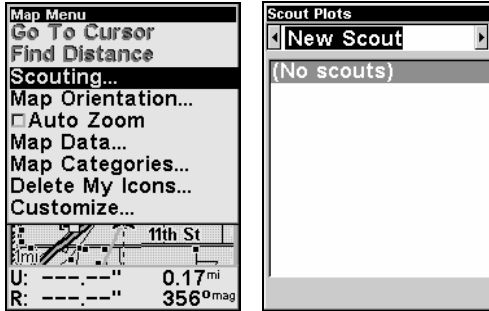 Map Menu
Go To Cursor
Find Distance
Scouting...
Map Orientation...
Auto Zoom
Map Data...
Map Categories...
Delete My Icons...
Customize...
11th St
1mi
U: ---.--" 0.17mi
R: ---.--" 356°mag
Scout Plots
New Scout
(No scouts)